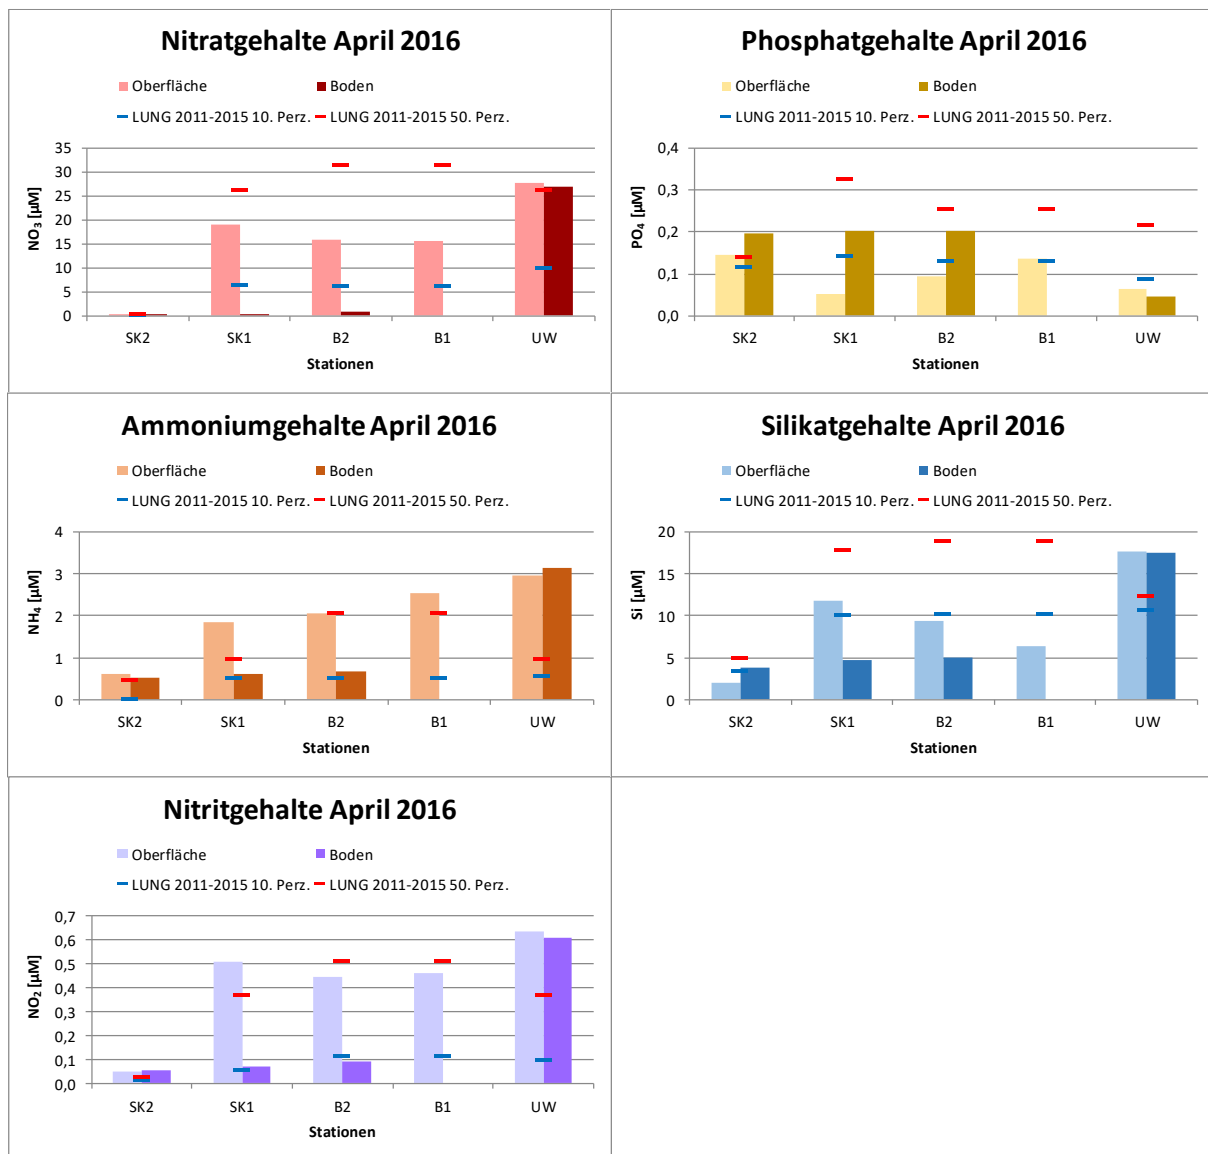 Nitratgehalte April 2016
Oberfläche Boden
LUNG 2011-2015 10. Perz. LUNG 2011-2015 50. Perz.
NO₃ [µM]
35
30
25
20
15
10
5
0
SK2 SK1 B2 B1 UW
Stationen
Phosphatgehalte April 2016
Oberfläche Boden
LUNG 2011-2015 10. Perz. LUNG 2011-2015 50. Perz.
PO₄ [µM]
0,4
0,3
0,2
0,1
0,0
SK2 SK1 B2 B1 UW
Stationen
Ammoniumgehalte April 2016
Oberfläche Boden
LUNG 2011-2015 10. Perz. LUNG 2011-2015 50. Perz.
NH₄ [µM]
4
3
2
1
0
SK2 SK1 B2 B1 UW
Stationen
Silikatgehalte April 2016
Oberfläche Boden
LUNG 2011-2015 10. Perz. LUNG 2011-2015 50. Perz.
Si [µM]
20
15
10
5
0
SK2 SK1 B2 B1 UW
Stationen
Nitritgehalte April 2016
Oberfläche Boden
LUNG 2011-2015 10. Perz. LUNG 2011-2015 50. Perz.
NO₂ [µM]
0,7
0,6
0,5
0,4
0,3
0,2
0,1
0,0
SK2 SK1 B2 B1 UW
Stationen